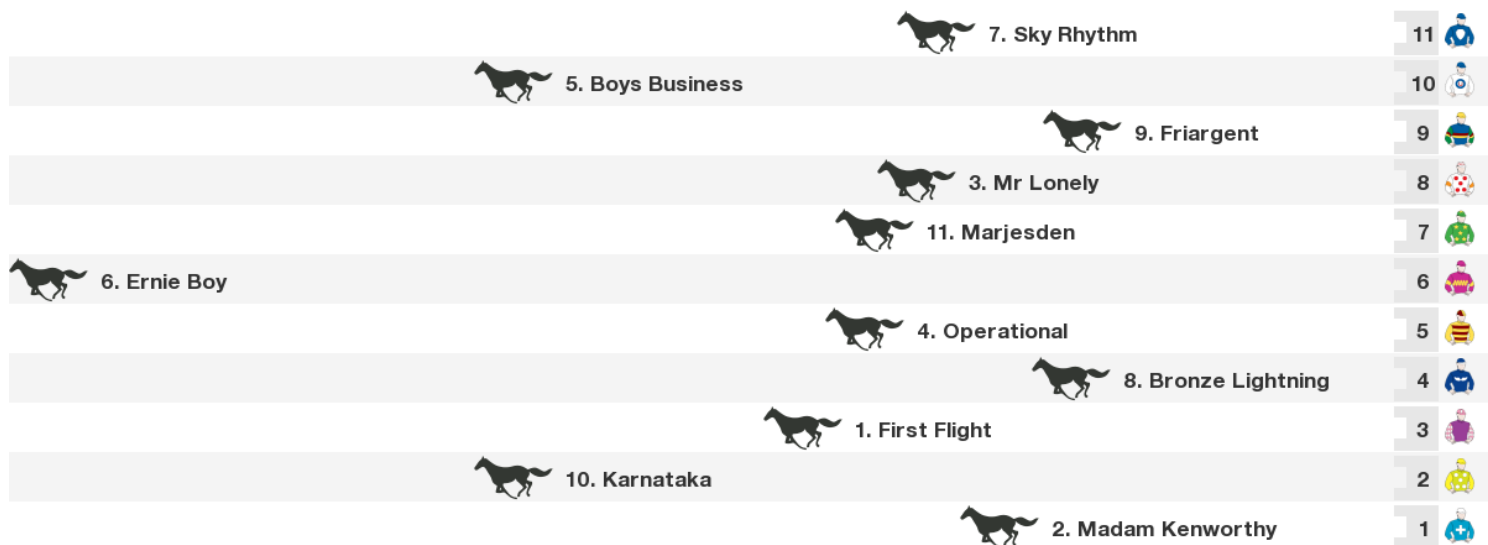 7. Sky Rhythm 11
5. Boys Business 10
9. Friargent 9
3. Mr Lonely 8
11. Marjesden 7
6. Ernie Boy 6
4. Operational 5
8. Bronze Lightning 4
1. First Flight 3
10. Karnataka 2
2. Madam Kenworthy 1